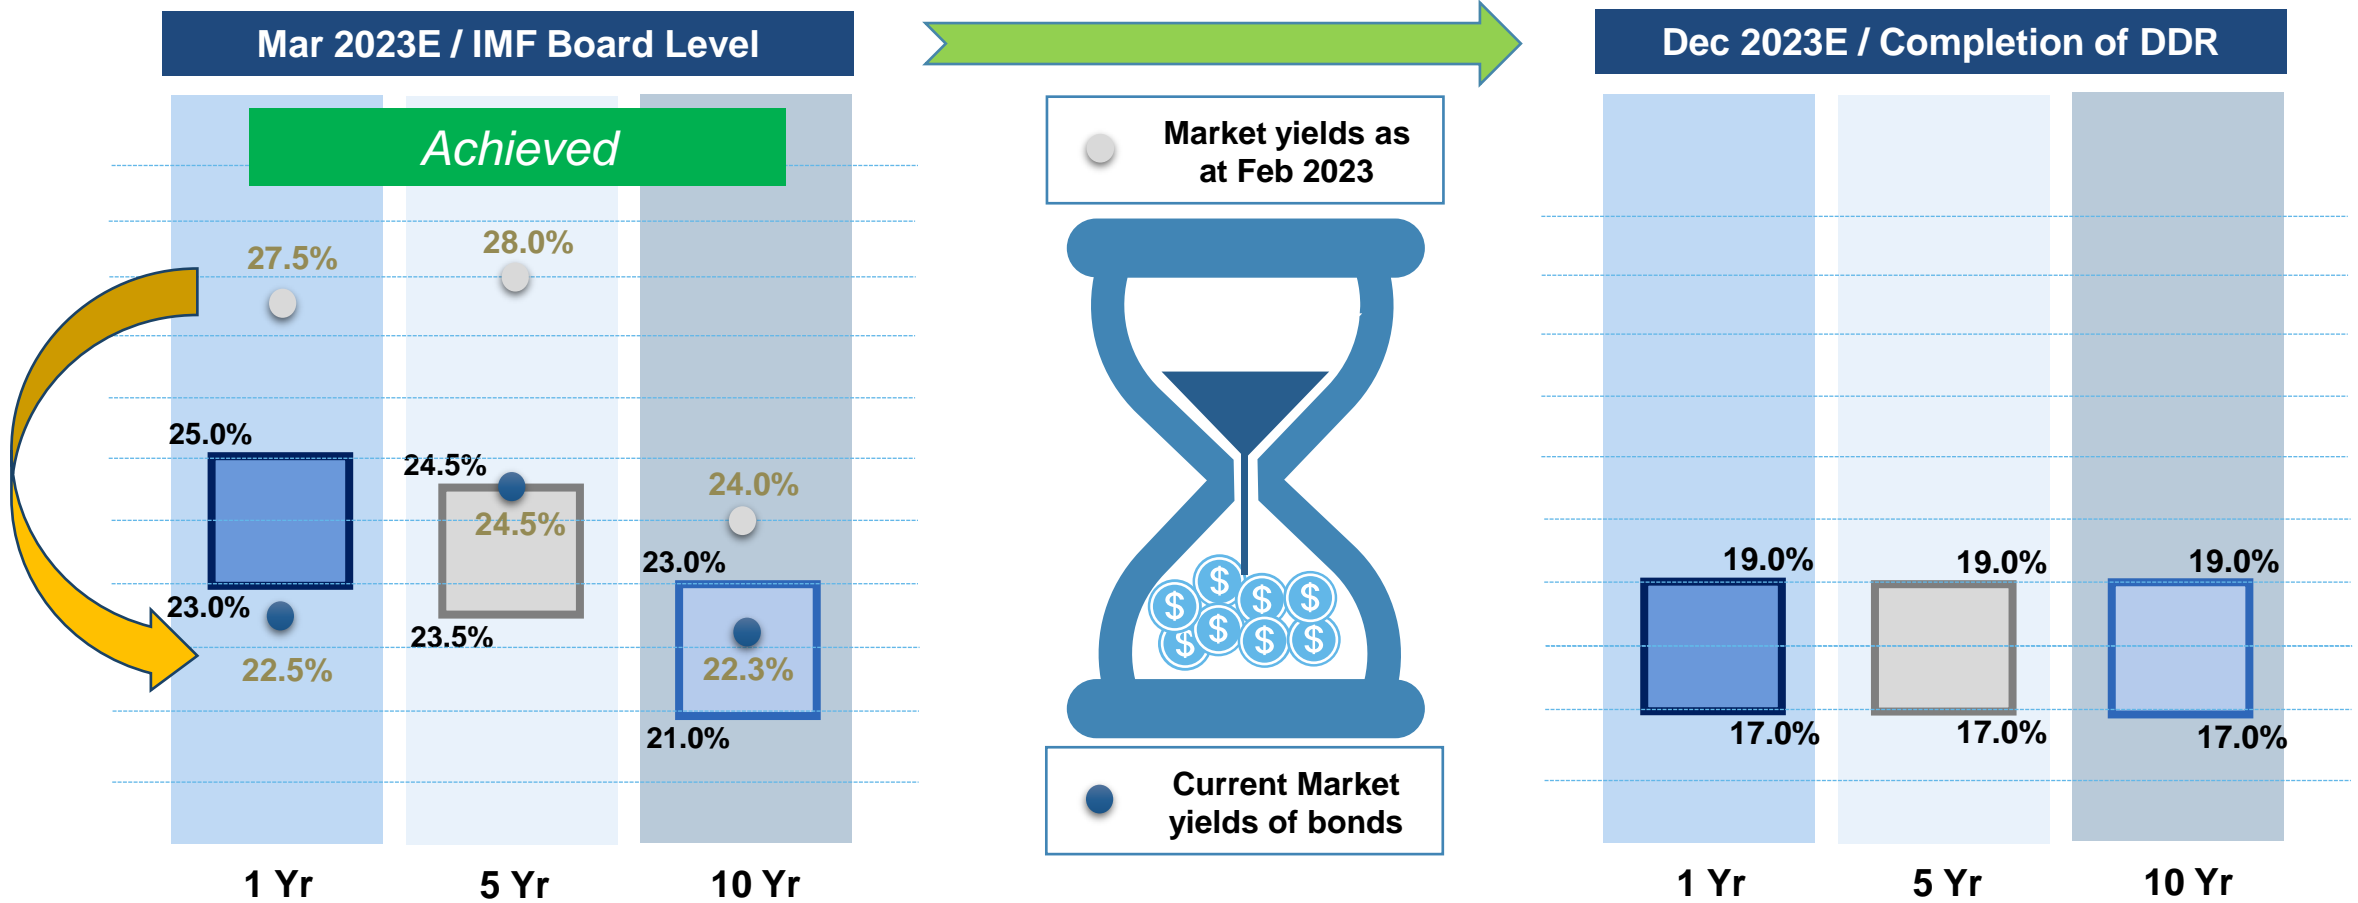 Mar 2023E / IMF Board Level
Dec 2023E / Completion of DDR
Achieved
Market yields as
at Feb 2023
27.5%
28.0%
25.0%
24.5%
24.0%
24.5%
23.0%
23.0%
23.5%
22.5%
22.3%
21.0%
19.0%
19.0%
19.0%
17.0%
17.0%
17.0%
$
$
$
$
$
$
$
$
$
Current Market
yields of bonds
1 Yr
5 Yr
10 Yr
1 Yr
5 Yr
10 Yr